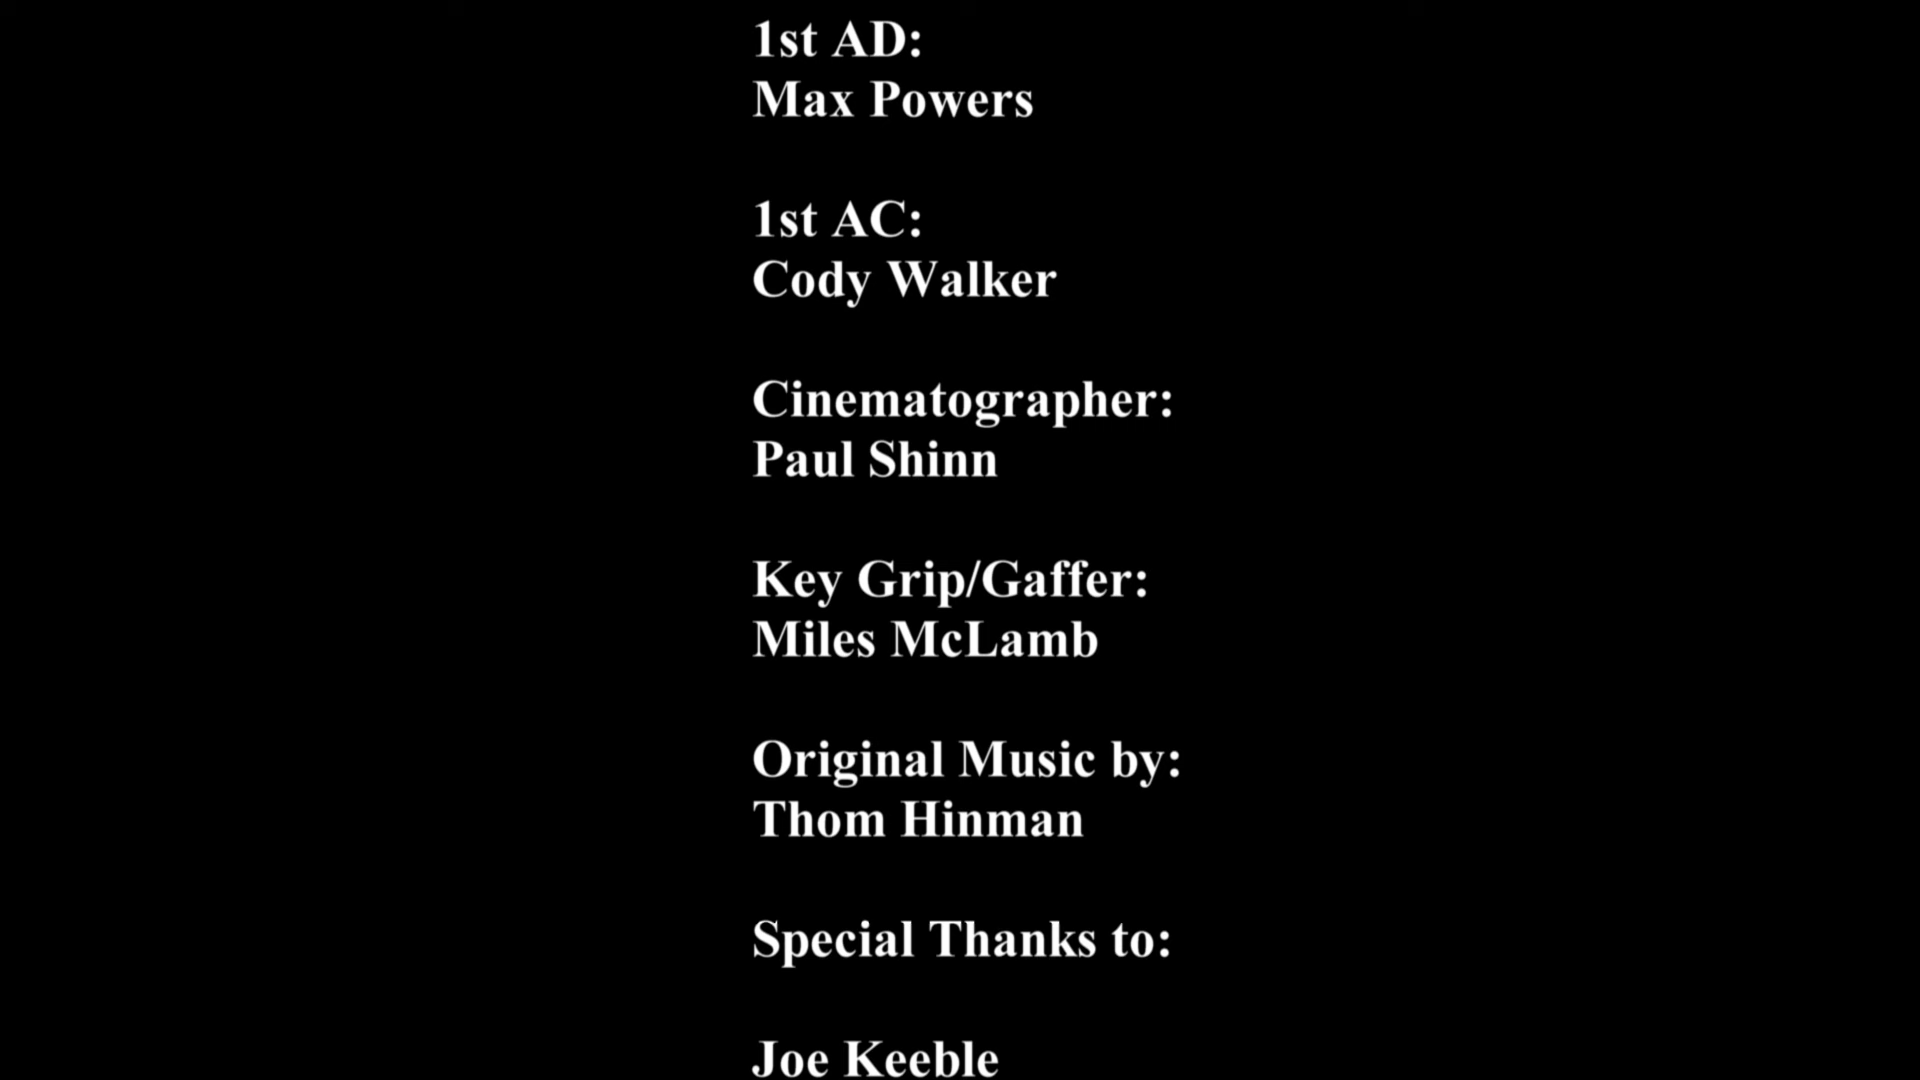 1st AD:
Max Powers
1st AC:
Cody Walker
Cinematographer:
Paul Shinn
Key Grip/Gaffer:
Miles McLamb
Original Music by:
Thom Hinman
Special Thanks to:
Joe Keeble